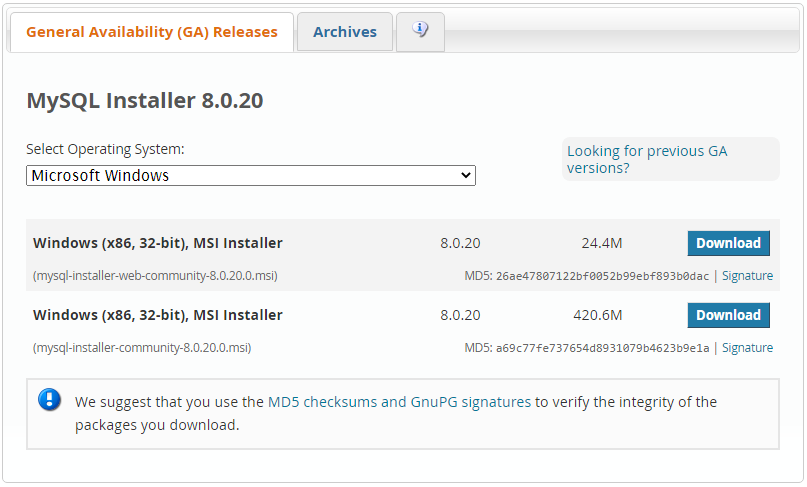 General Availability (GA) Releases
Archives
MySQL Installer 8.0.20
Select Operating System:
Looking for previous GA
versions?
Microsoft Windows
Windows (x86, 32-bit), MSI Installer 8.0.20 24.4M Download
(mysql-installer-web-community-8.0.20.0.msi) MD5: 26ae47807122bf0052b99ebf893b0dac | Signature
Windows (x86, 32-bit), MSI Installer 8.0.20 420.6M Download
(mysql-installer-community-8.0.20.0.msi) MD5: a69c77fe737654d8931079b4623b9e1a | Signature
We suggest that you use the MD5 checksums and GnuPG signatures to verify the integrity of the
packages you download.